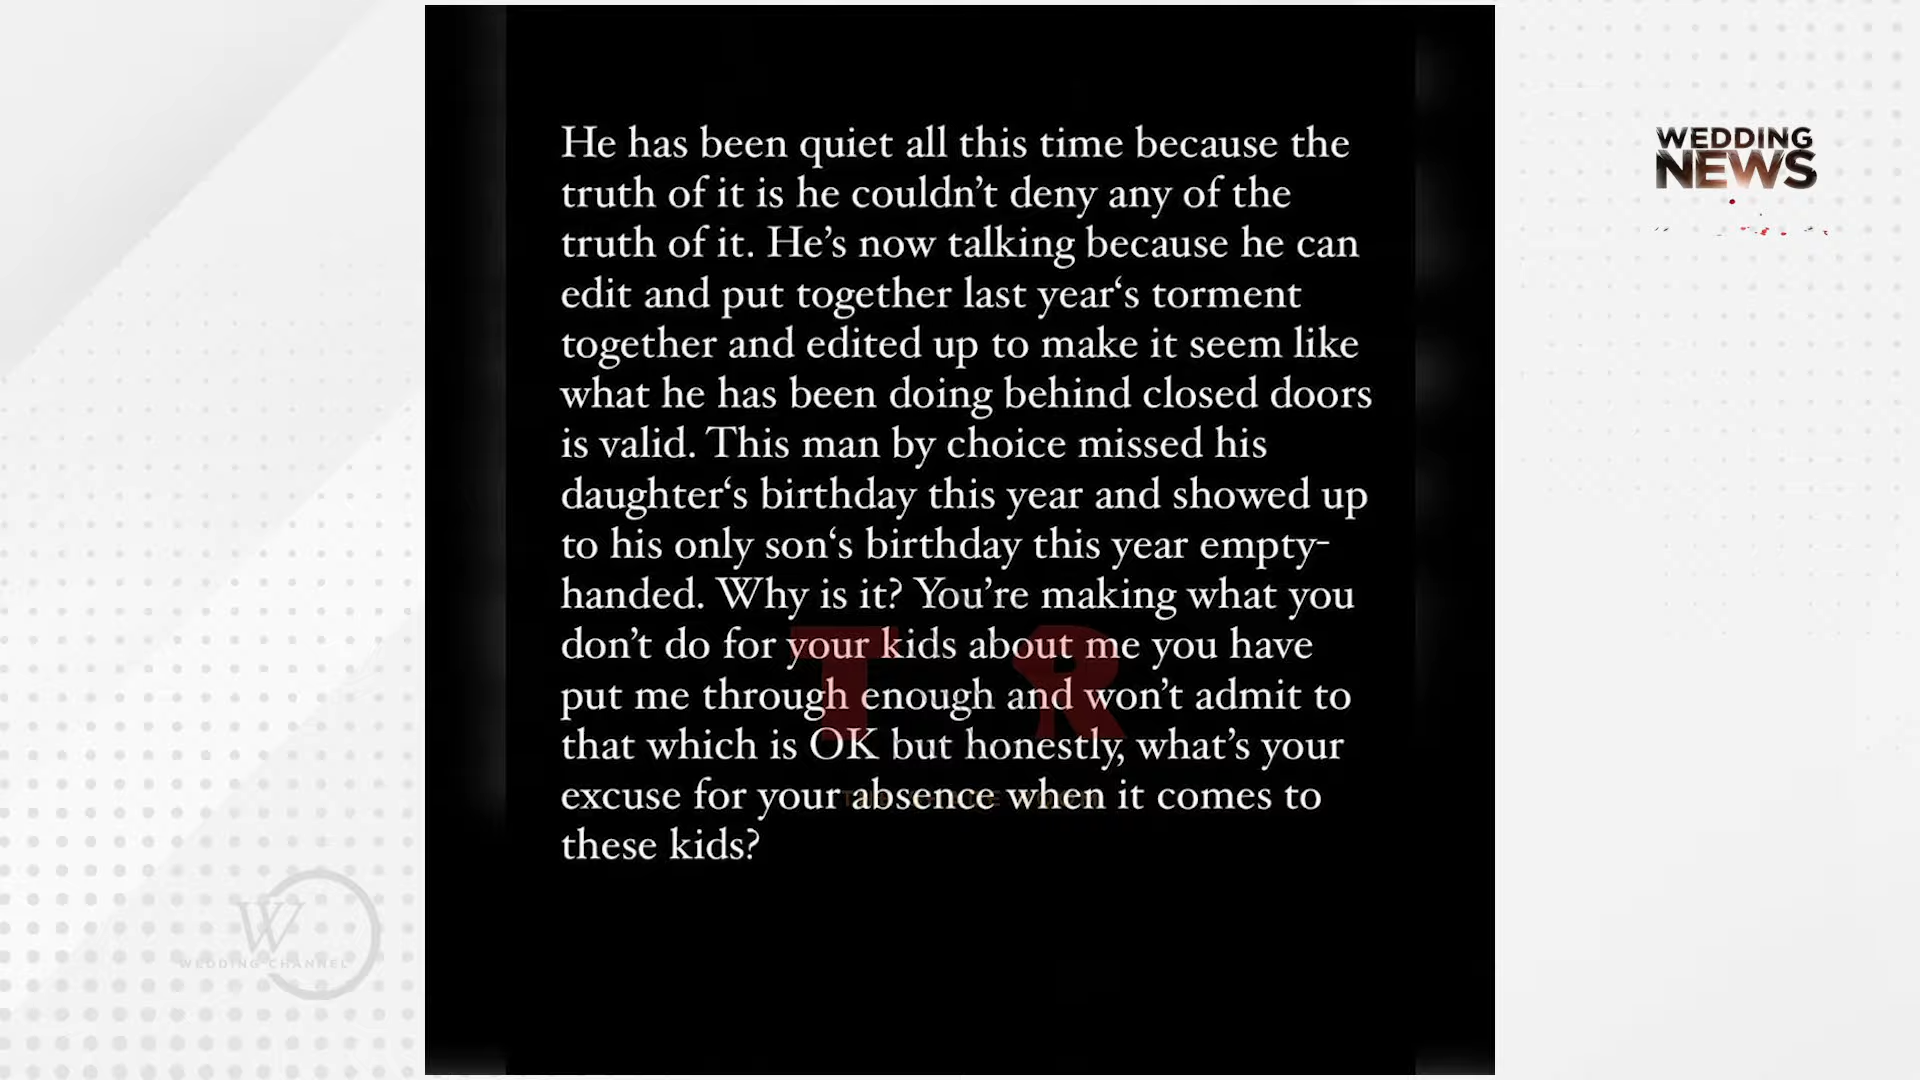 He has been quiet all this time because the
truth of it is he couldn’t deny any of the
truth of it. He’s now talking because he can
edit and put together last year‘s torment
together and edited up to make it seem like
what he has been doing behind closed doors
is valid. This man by choice missed his
daughter‘s birthday this year and showed up
to his only son‘s birthday this year empty-
handed. Why is it? You’re making what you
don’t do for your kids about me you have
put me through enough and won’t admit to
that which is OK but honestly, what’s your
excuse for your absence when it comes to
these kids?
WEDDING
NEWS
T R
W
WEDDING CHANNEL